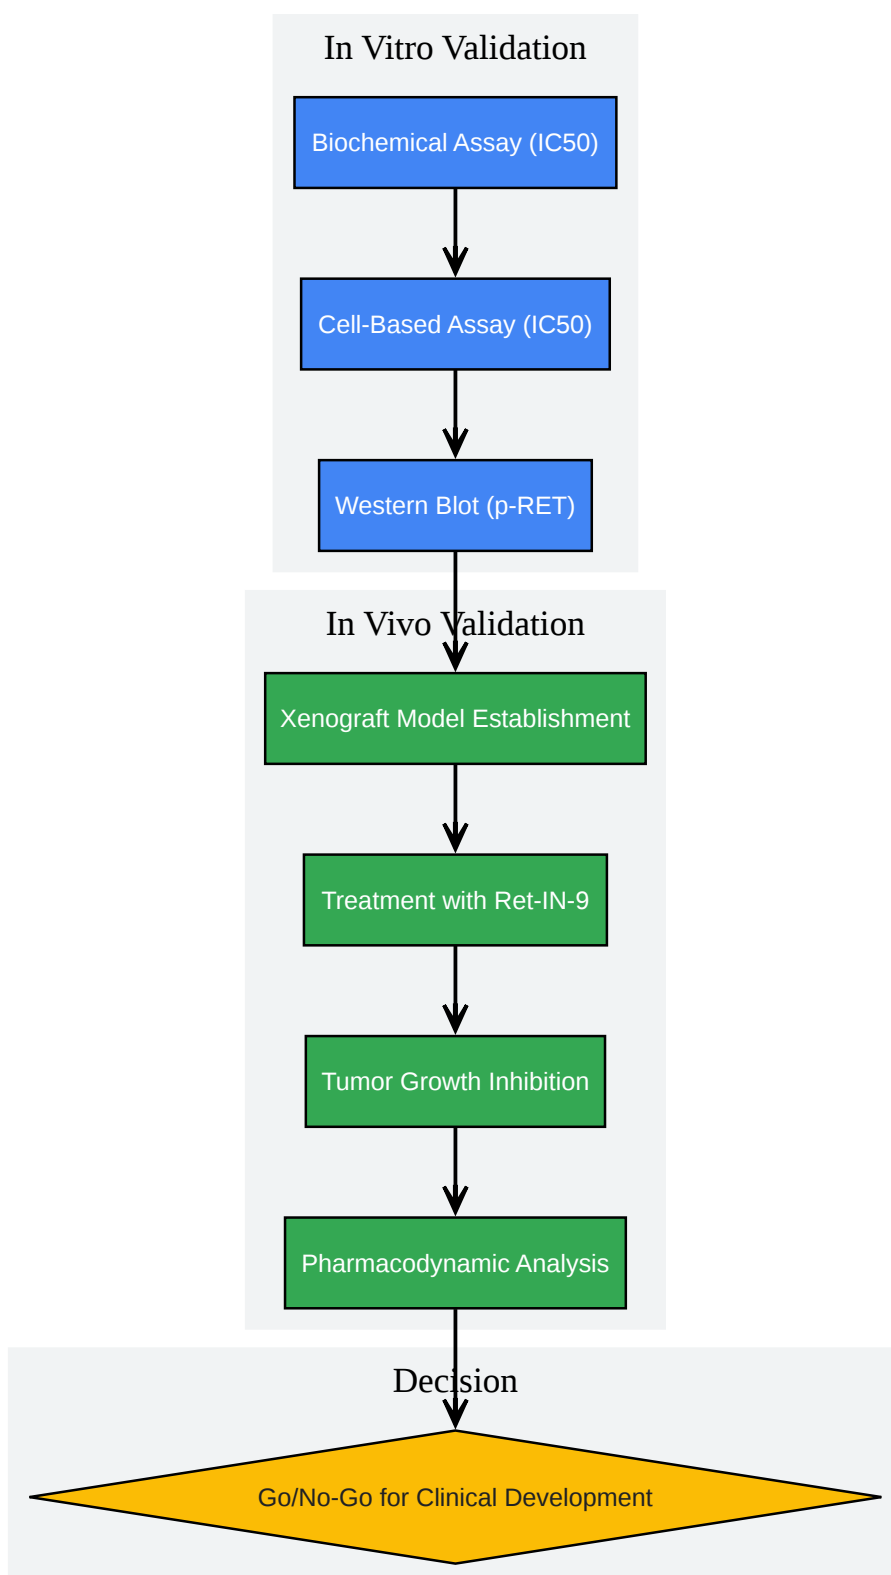 In Vitro Validation
Biochemical Assay (IC50)
Cell-Based Assay (IC50)
Western Blot (p-RET)
In Vivo Validation
Xenograft Model Establishment
Treatment with Ret-IN-9
Tumor Growth Inhibition
Pharmacodynamic Analysis
Decision
Go/No-Go for Clinical Development